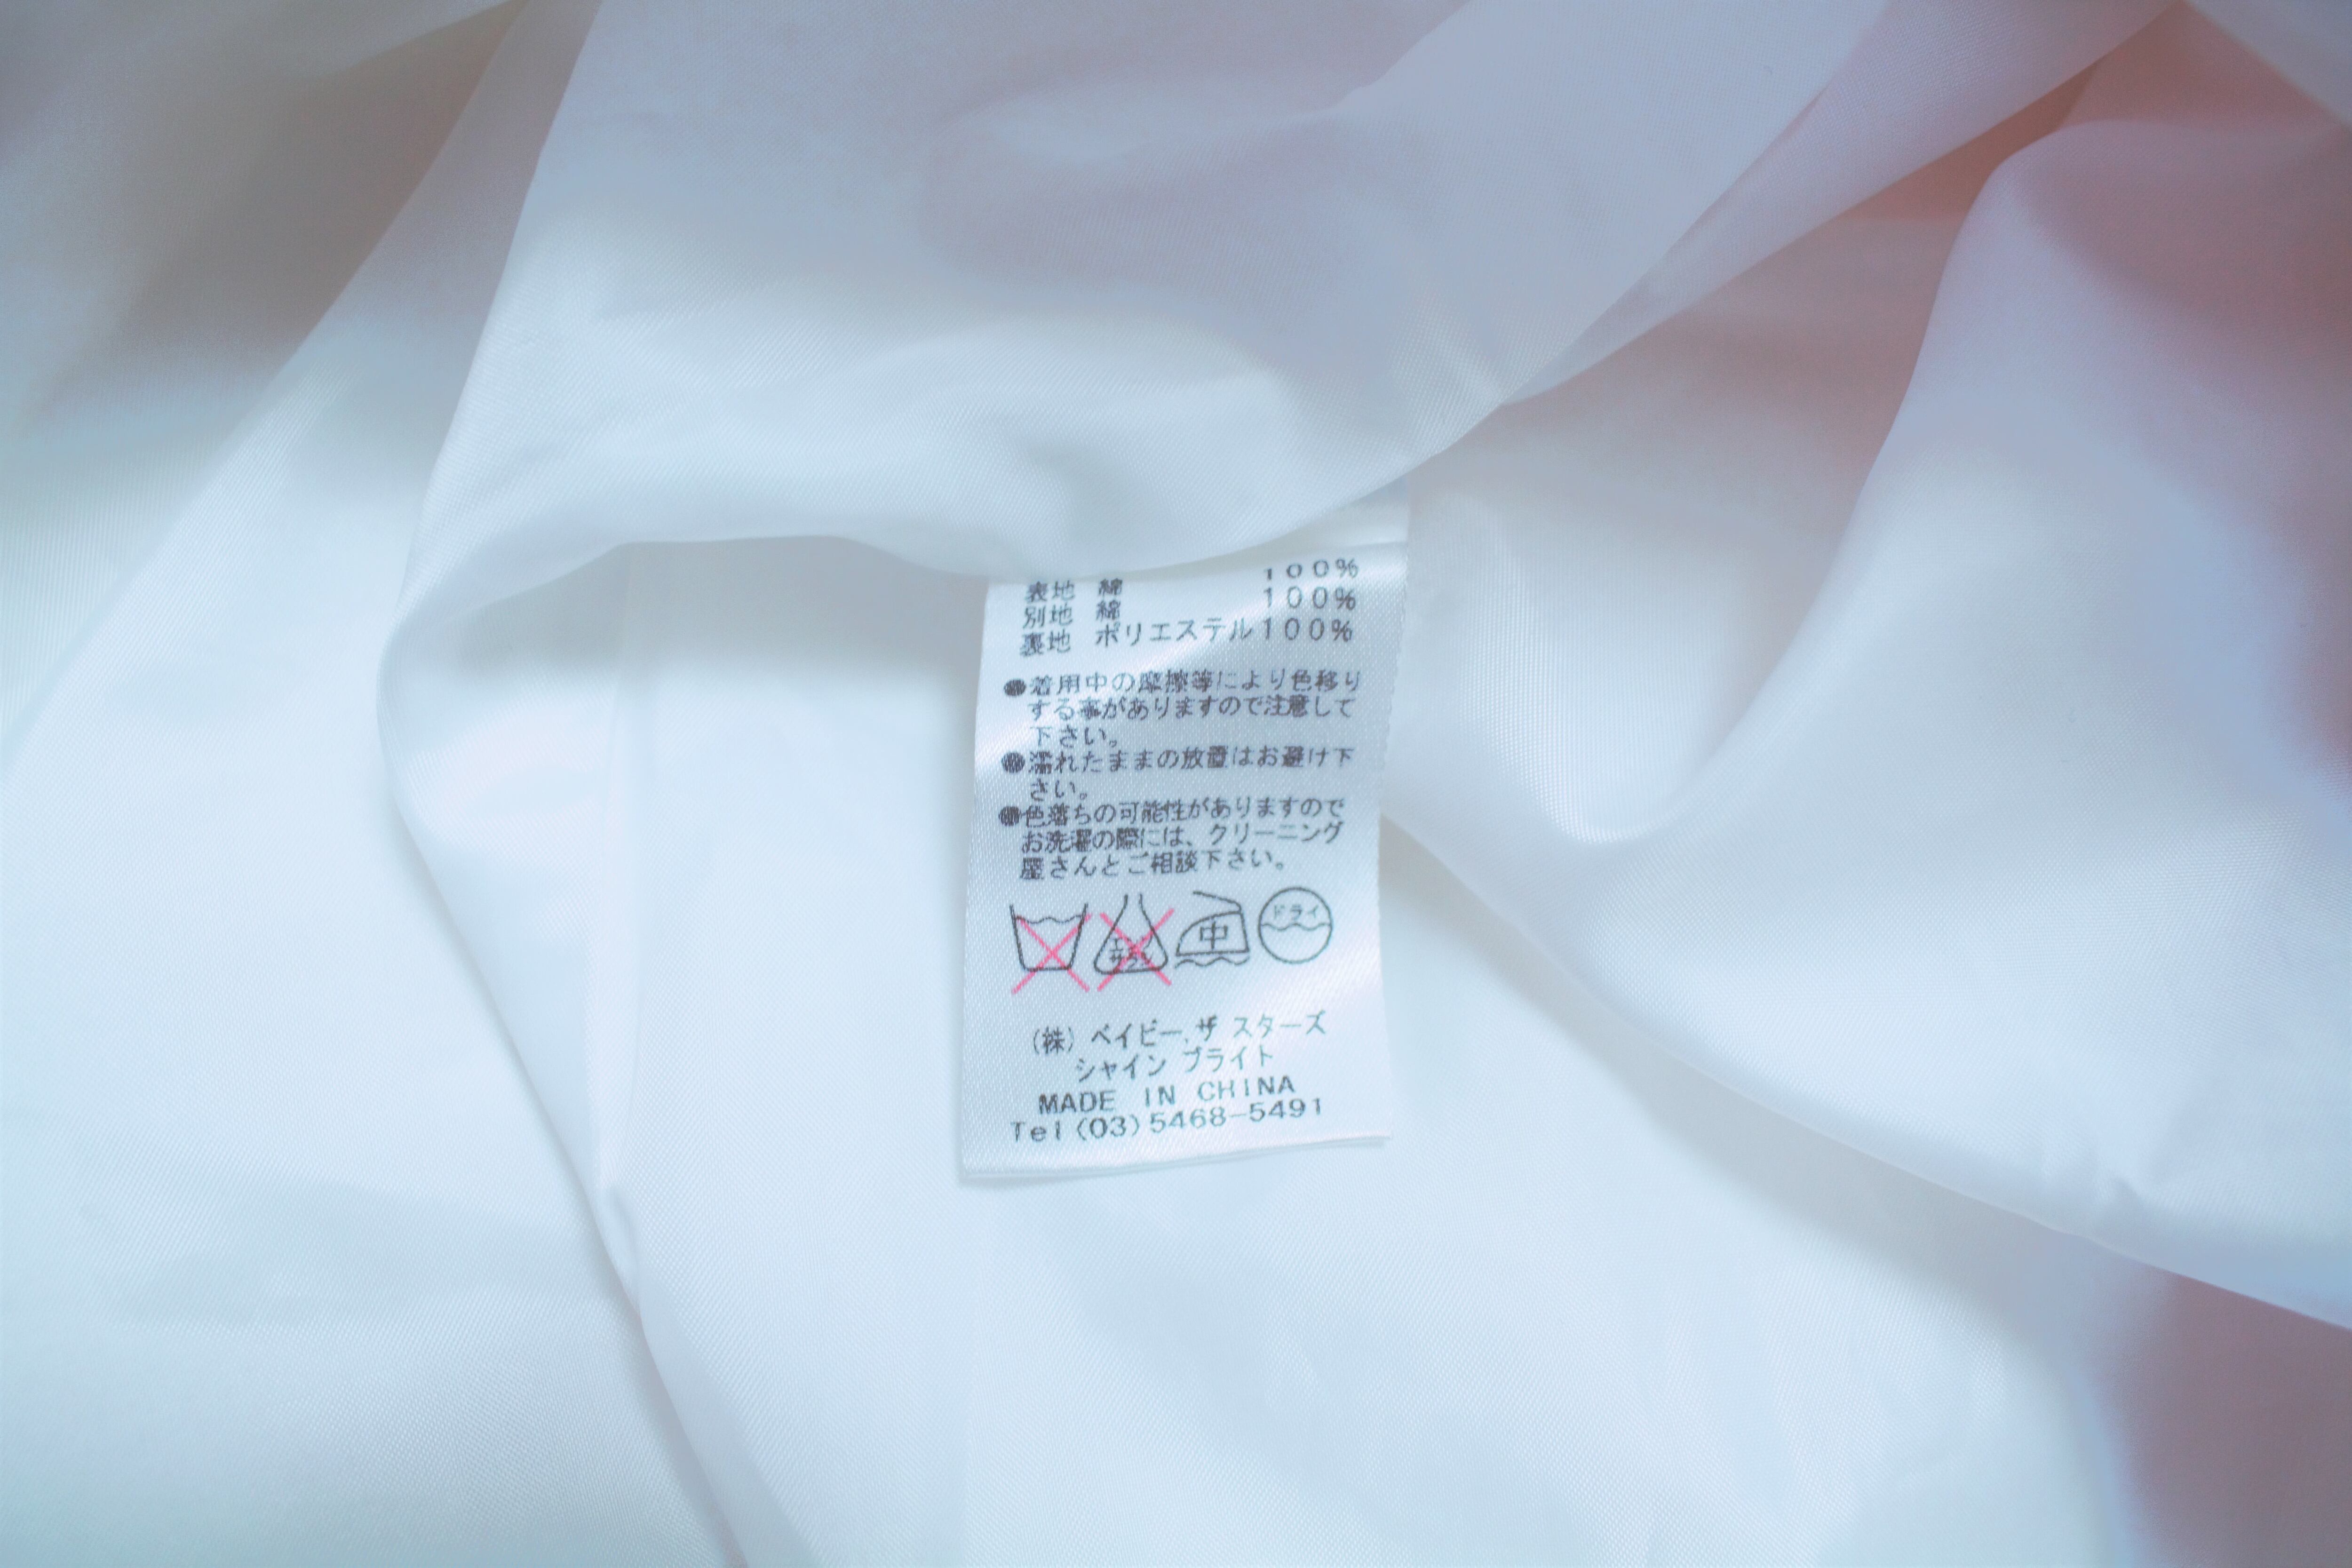 表地 綿 100%
別地 綿 100%
裏地 ポリエステル100%
●着用中の摩擦等により色移り
する事がありますので注意して
下さい。
●濡れたままの放置はお避け下
さい。
●色落ちの可能性がありますので
お洗濯の際には、クリーニング
屋さんとご相談下さい。
エンソ
サラシ
中
ドライ
(株) ベイビー,ザ スターズ
シャイン ブライト
MADE IN CHINA
Tel(03)5468-5491